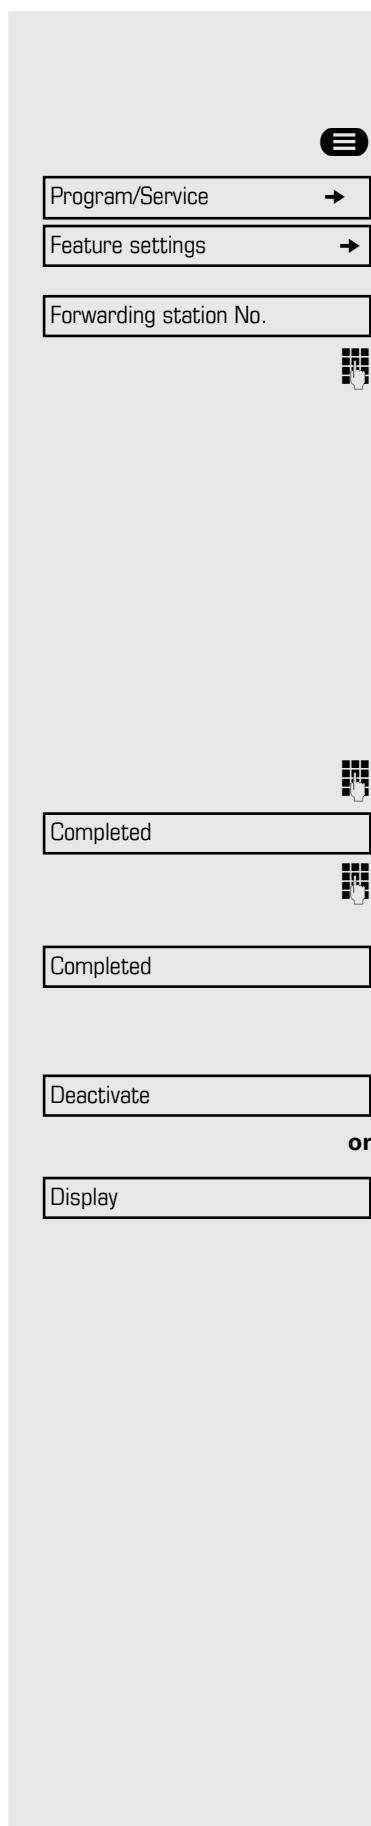 Program/Service
Feature settings
Forwarding station No.
Completed
Completed
Deactivate
or
Display